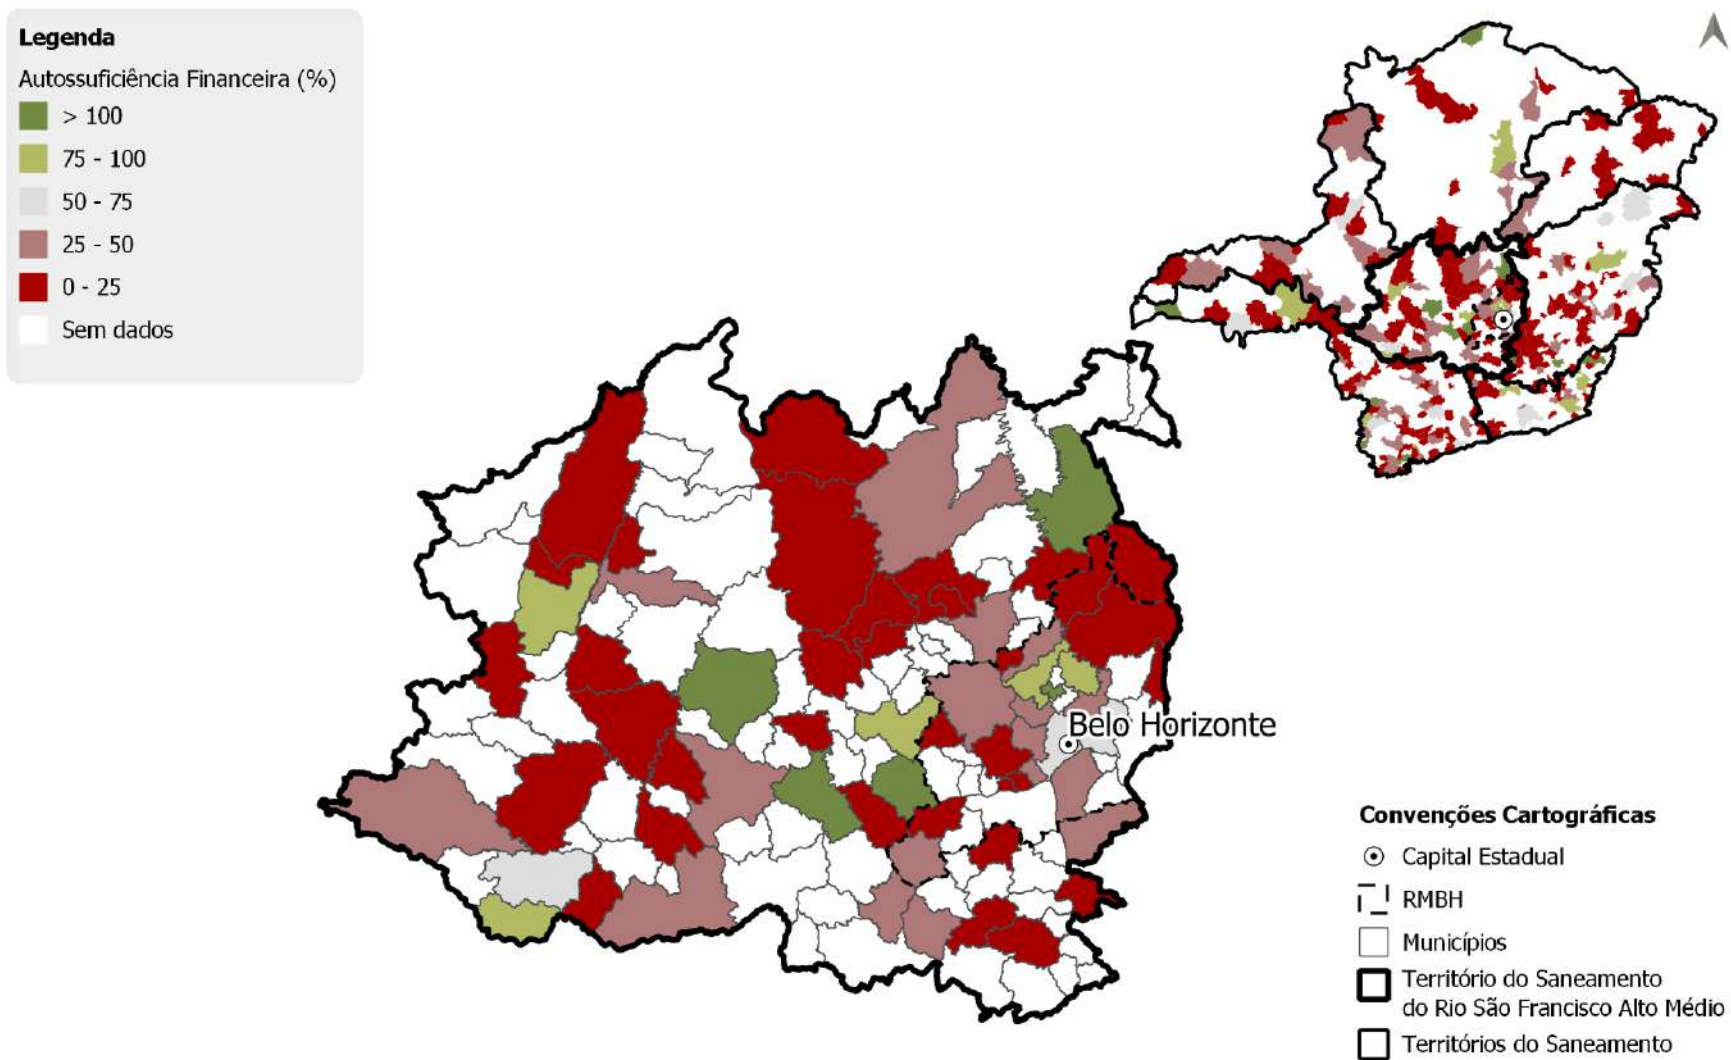 Legenda
Autossuficiência Financeira (%)
> 100
75 - 100
50 - 75
25 - 50
0 - 25
Sem dados
Belo Horizonte
Convenções Cartográficas
Capital Estadual
RMBH
Municípios
Território do Saneamento
do Rio São Francisco Alto Médio
Territórios do Saneamento